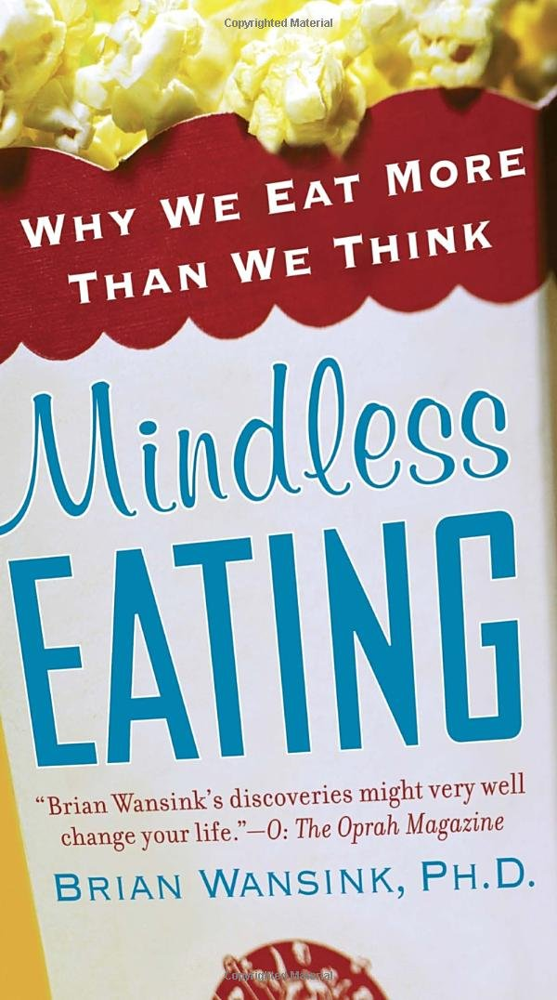 Copyrighted Material
WHY WE EAT MORE
THAN WE THINK
Mindless
EATING
“Brian Wansink’s discoveries might very well
change your life.”—O: The Oprah Magazine
BRIAN WANSINK, PH.D.
Copyrighted Material